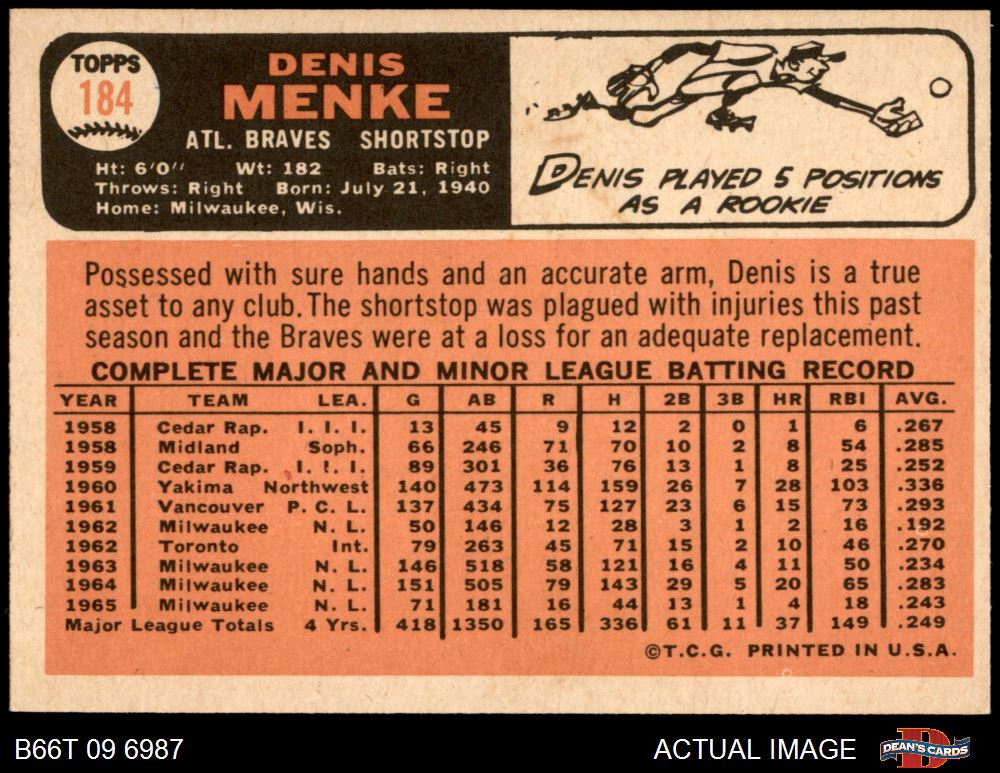 TOPPS
184
DENIS
MENKE
ATL. BRAVES SHORTSTOP
Ht: 6'0" Wt: 182 Bats: Right
Throws: Right Born: July 21, 1940
Home: Milwaukee, Wis.
DENIS PLAYED 5 POSITIONS
AS A ROOKIE
Possessed with sure hands and an accurate arm, Denis is a true
asset to any club. The shortstop was plagued with injuries this past
season and the Braves were at a loss for an adequate replacement.
COMPLETE MAJOR AND MINOR LEAGUE BATTING RECORD
YEAR TEAM LEA. G AB R H 2B 3B HR RBI AVG.
1958 Cedar Rap. I. I. I. 13 45 9 12 2 0 1 6 .267
1958 Midland Soph. 66 246 71 70 10 2 8 54 .285
1959 Cedar Rap. I. I. I. 89 301 36 76 13 1 8 25 .252
1960 Yakima Northwest 140 473 114 159 26 7 28 103 .336
1961 Vancouver P. C. L. 137 434 75 127 23 6 15 73 .293
1962 Milwaukee N. L. 50 146 12 28 3 1 2 16 .192
1962 Toronto Int. 79 263 45 71 15 2 10 46 .270
1963 Milwaukee N. L. 146 518 58 121 16 4 11 50 .234
1964 Milwaukee N. L. 151 505 79 143 29 5 20 65 .283
1965 Milwaukee N. L. 71 181 16 44 13 1 4 18 .243
Major League Totals 4 Yrs. 418 1350 165 336 61 11 37 149 .249
©T.C.G. PRINTED IN U.S.A.
B66T 09 6987 ACTUAL IMAGE DEAN'S CARDS